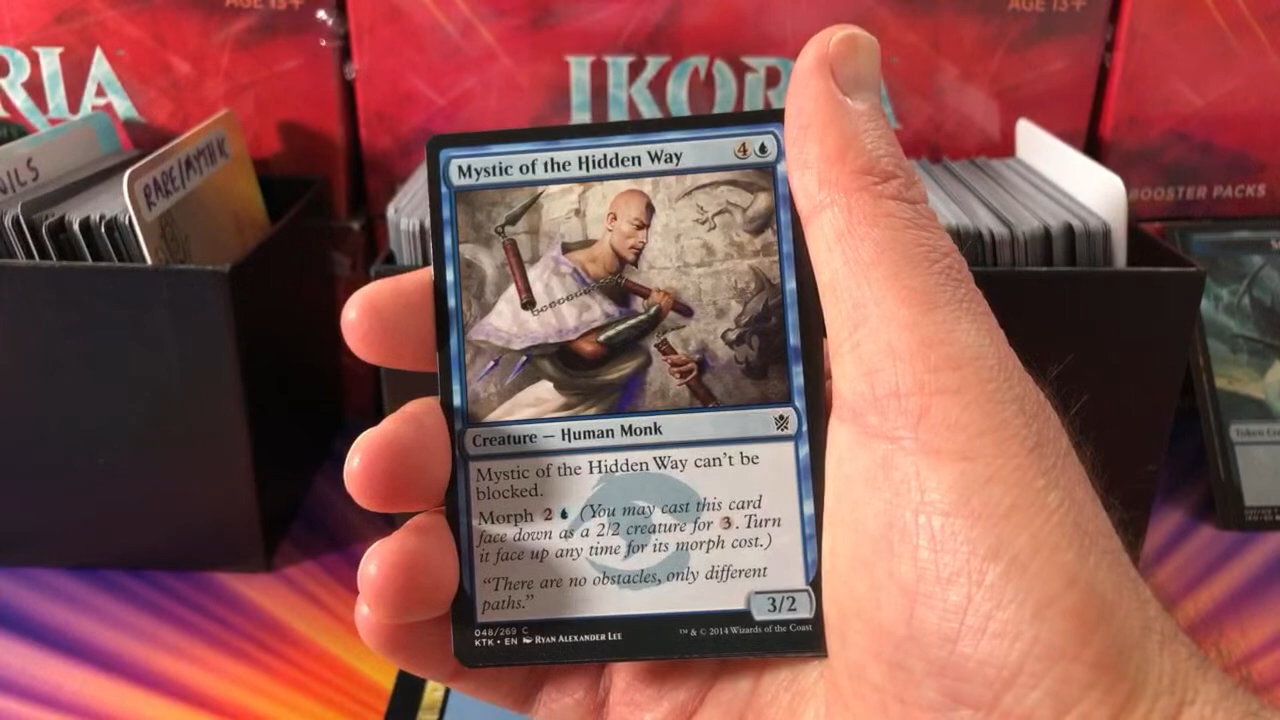 AGE 13+
AGE 13+
RIA
IKORIA
BOOSTER PACKS
ILS
RARE/MYTHIK
Mystic of the Hidden Way 4
Creature — Human Monk
Mystic of the Hidden Way can't be
blocked.
Morph 2 (You may cast this card
face down as a 2/2 creature for 3. Turn
it face up any time for its morph cost.)
“There are no obstacles, only different
paths.”
3/2
048/269 C
KTK • EN RYAN ALEXANDER LEE
™ & © 2014 Wizards of the Coast
Token